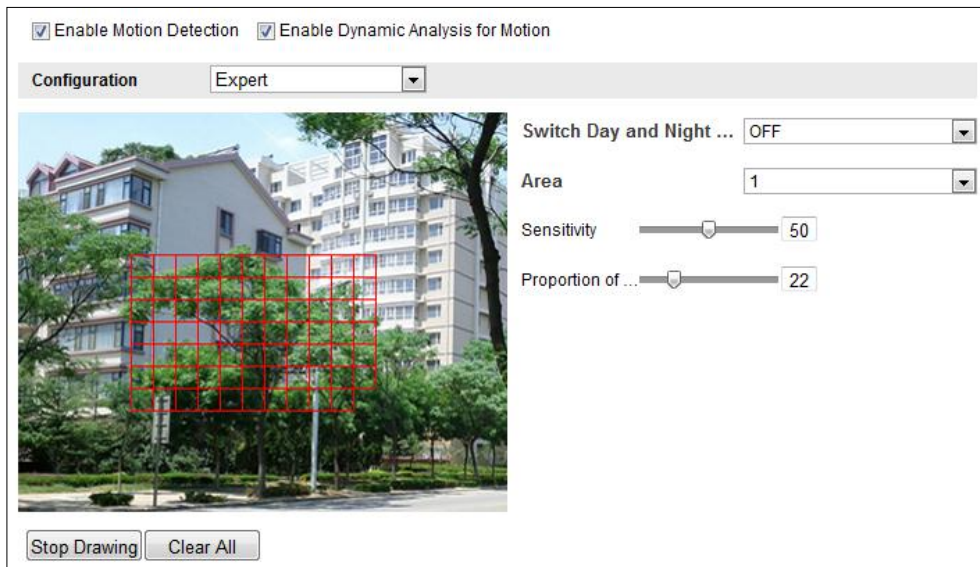 Enable Motion Detection Enable Dynamic Analysis for Motion
Configuration Expert
Switch Day and Night ... OFF
Area 1
Sensitivity 50
Proportion of ... 22
Stop Drawing Clear All